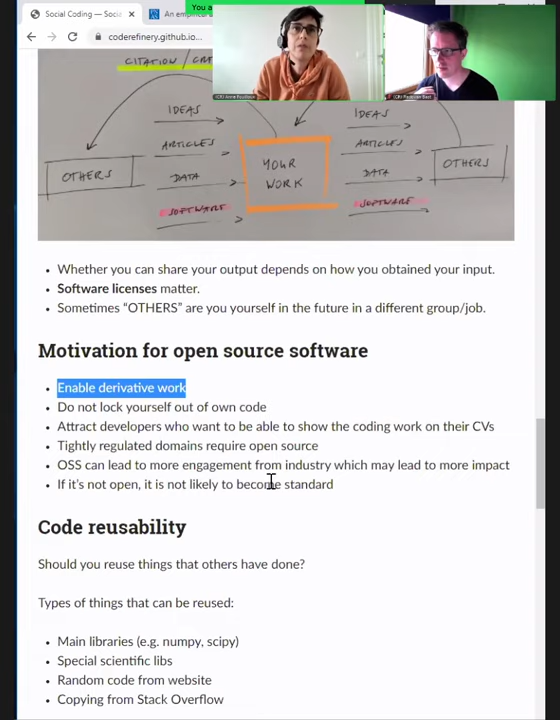 Social Coding — Socia
An empirical
You a
coderefinery.github.io...
CITATION / CR
IDEAS
ARTICLES
DATA
SOFTWARE
OTHERS
YOUR
WORK
IDEAS
ARTICLES
DATA
SOFTWARE
OTHERS
• Whether you can share your output depends on how you obtained your input.
• Software licenses matter.
• Sometimes “OTHERS” are you yourself in the future in a different group/job.
Motivation for open source software
• Enable derivative work
• Do not lock yourself out of own code
• Attract developers who want to be able to show the coding work on their CVs
• Tightly regulated domains require open source
• OSS can lead to more engagement from industry which may lead to more impact
• If it’s not open, it is not likely to become standard
Code reusability
Should you reuse things that others have done?
Types of things that can be reused:
• Main libraries (e.g. numpy, scipy)
• Special scientific libs
• Random code from website
• Copying from Stack Overflow